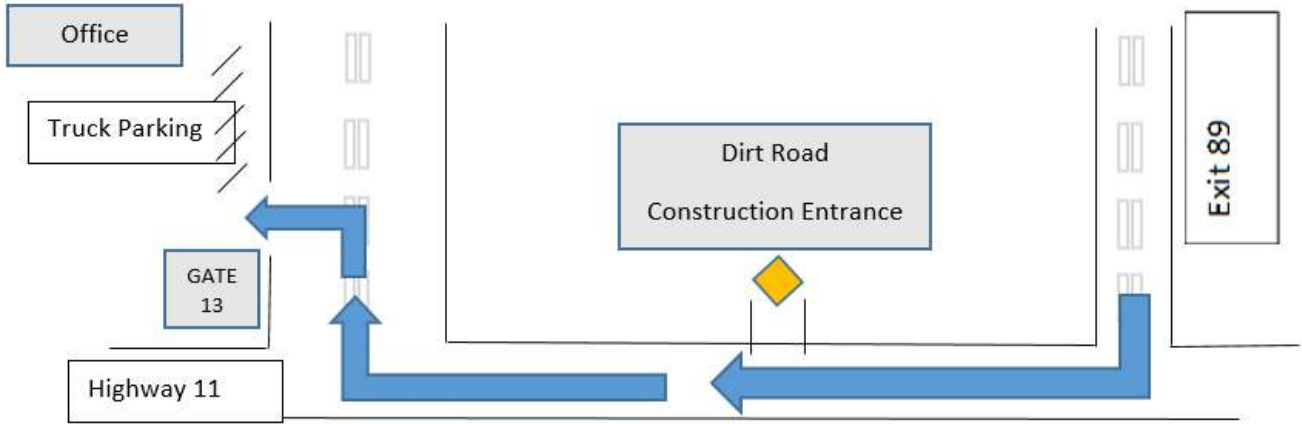 Office
Truck Parking
Dirt Road
Construction Entrance
Exit 89
GATE
13
Highway 11